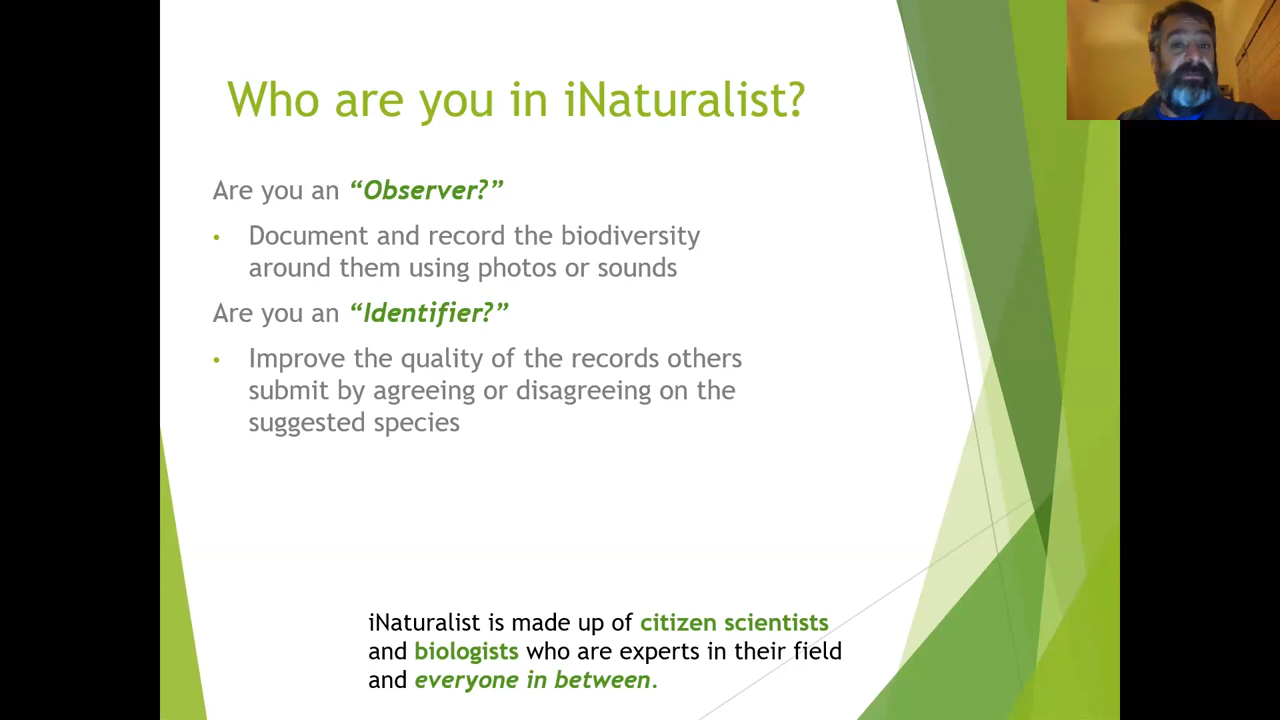 Who are you in iNaturalist?
Are you an “Observer?”
• Document and record the biodiversity
around them using photos or sounds
Are you an “Identifier?”
• Improve the quality of the records others
submit by agreeing or disagreeing on the
suggested species
iNaturalist is made up of citizen scientists
and biologists who are experts in their field
and everyone in between.